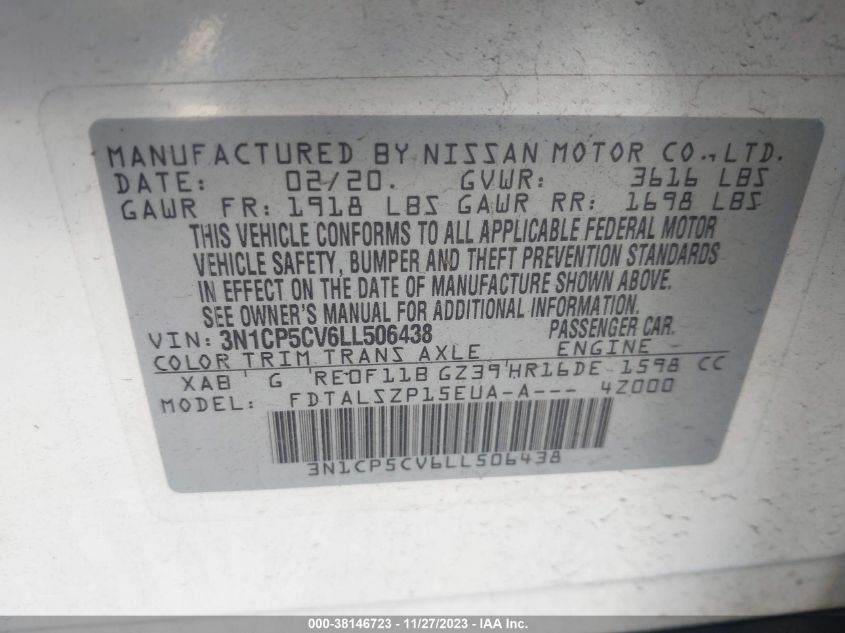 MANUFACTURED BY NISSAN MOTOR CO., LTD.
DATE: 02/20. GVWR: 3616 LBS
GAWR FR: 1918 LBS GAWR RR: 1698 LBS
THIS VEHICLE CONFORMS TO ALL APPLICABLE FEDERAL MOTOR
VEHICLE SAFETY, BUMPER AND THEFT PREVENTION STANDARDS
IN EFFECT ON THE DATE OF MANUFACTURE SHOWN ABOVE.
SEE OWNER'S MANUAL FOR ADDITIONAL INFORMATION.
VIN: 3N1CP5CV6LL506438 PASSENGER CAR.
COLOR TRIM TRANS AXLE ENGINE -
XAB G RE0F11B GZ39 HR16DE 1598 CC
MODEL: FDTALSZP15EUA-A--- 4Z000
3N1CP5CV6LL506438
000-38146723 - 11/27/2023 - IAA Inc.